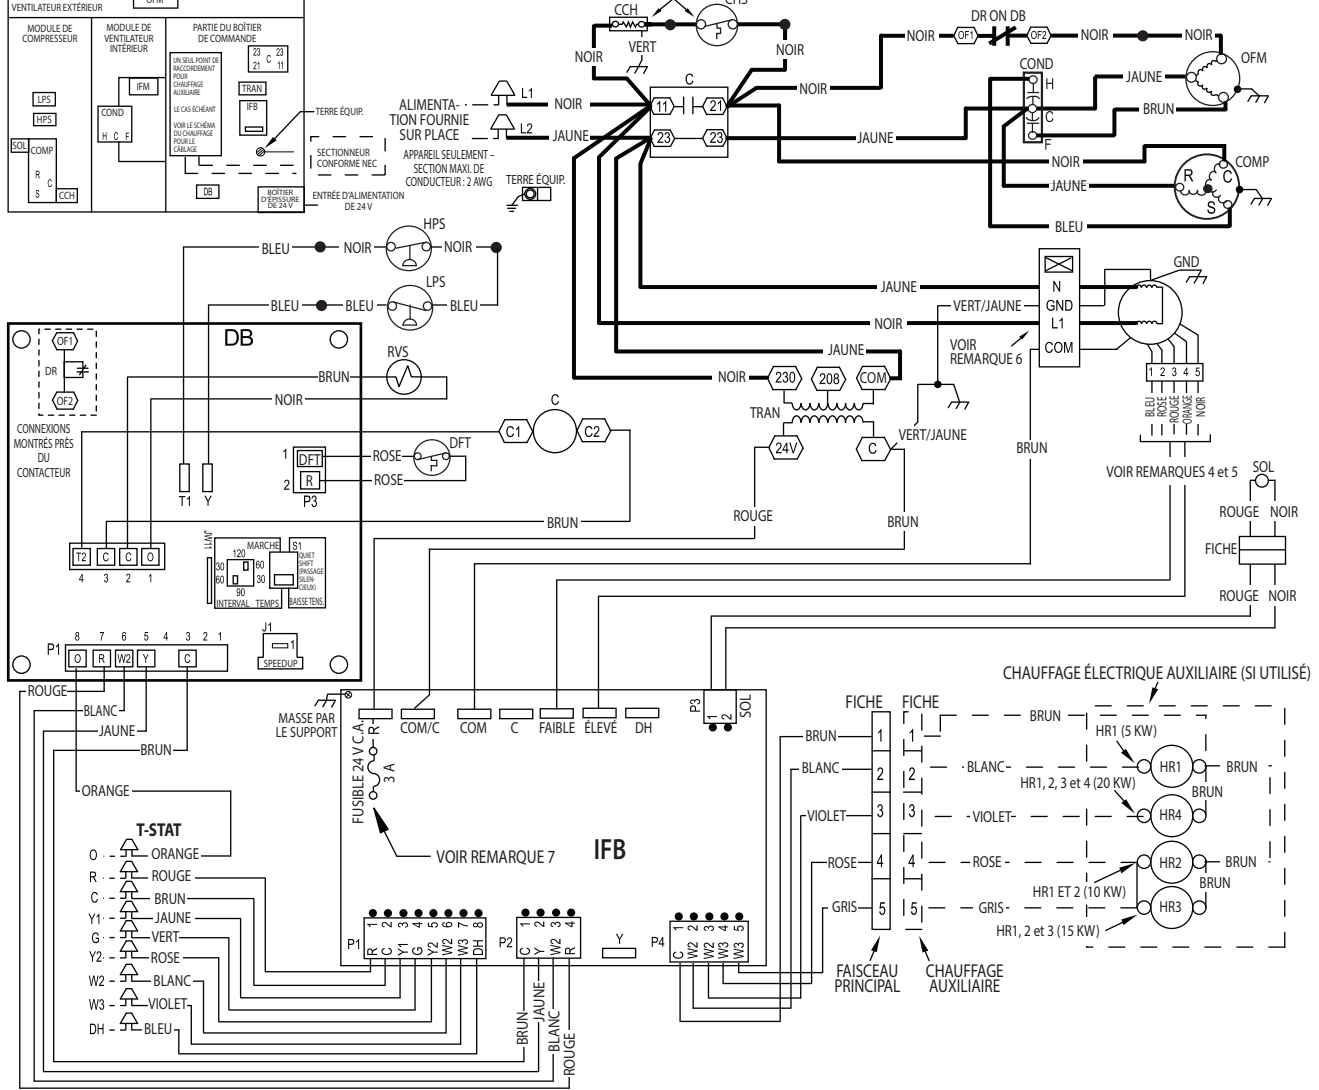 VENTILATEUR EXTÉRIEUR
OFM
MODULE DE
COMPRESSEUR
MODULE DE
VENTILATEUR
INTÉRIEUR
PARTIE DU BOÎTIER
DE COMMANDE
UN SEUL POINT DE
RACCORDEMENT
POUR
CHAUFFAGE
AUXILIAIRE
LE CAS ÉCHÉANT
VOIR LE SCHÉMA
DU CHAUFFAGE
POUR LE
CÂBLAGE
23 C 23
21 11
TRAN
IFB
IFM
LPS
HPS
SOL
COMP
R
C
S
CCH
COND
H C F
DB
TERRE ÉQUIP.
SECTIONNEUR
CONFORME NEC
BOÎTIER
D'ÉPISSURE
DE 24 V
ENTRÉE D'ALIMENTATION
DE 24 V
CCH
CHS
VERT
NOIR
NOIR
ALIMENTA-
TION FOURNIE
SUR PLACE
L1
NOIR
L2
JAUNE
APPAREIL SEULEMENT –
SECTION MAXI. DE
CONDUCTEUR : 2 AWG
TERRE ÉQUIP.
C
11
21
23
23
NOIR
JAUNE
NOIR
OF1
DR ON DB
OF2
NOIR
NOIR
COND
H
C
F
JAUNE
BRUN
OFM
NOIR
JAUNE
BLEU
COMP
R
C
S
BLEU
NOIR
HPS
NOIR
BLEU
BLEU
LPS
BLEU
DB
OF1
DR
OF2
CONNEXIONS
MONTRÉS PRÈS
DU
CONTACTEUR
T1
Y
RVS
BRUN
NOIR
C
C1
C2
1
DFT
2
R
P3
ROSE
DFT
ROSE
BRUN
T2 C C O
4 3 2 1
JW11
120
30
60
60
30
90
INTERVAL TEMPS
MARCHE
S1
QUIET
SHIFT
(PASSAGE
SILEN-
CIEUX)
BAISSE TENS.
J1
1
SPEEDUP
P1
8 7 6 5 4 3 2 1
O R W2 Y C
JAUNE
VERT/JAUNE
NOIR
JAUNE
NOIR
N
GND
L1
COM
GND
VOIR
REMARQUE 6
1 2 3 4 5
BLEU
ROSE
ROUGE
ORANGE
NOIR
VOIR REMARQUES 4 et 5
230
208
COM
TRAN
24V
C
VERT/JAUNE
ROUGE
BRUN
BRUN
SOL
ROUGE NOIR
FICHE
ROUGE NOIR
ROUGE
BLANC
JAUNE
BRUN
ORANGE
T-STAT
O ORANGE
R ROUGE
C BRUN
Y1 JAUNE
G VERT
Y2 ROSE
W2 BLANC
W3 VIOLET
DH BLEU
MASSE PAR
LE SUPPORT
R
COM/C
COM
C
FAIBLE
ÉLEVÉ
DH
P3
1
2
SOL
FUSIBLE 24 V C.A.
3 A
VOIR REMARQUE 7
IFB
P1
1 2 3 4 5 6 7 8
R C Y1 G Y2 W2 W3 DH
P2
1 2 3 4
C Y W2 R
Y
P4
1 2 3 4 5
C W2 W2 W3 W3
BRUN
JAUNE
BLANC
ROUGE
FICHE
FICHE
BRUN 1 1
BLANC 2 2
VIOLET 3 3
ROSE 4 4
GRIS 5 5
FAISCEAU
PRINCIPAL
CHAUFFAGE
AUXILIAIRE
CHAUFFAGE ÉLECTRIQUE AUXILIAIRE (SI UTILISÉ)
BRUN
HR1 (5 KW)
BLANC
HR1
BRUN
HR1, 2, 3 et 4 (20 KW)
BRUN
VIOLET
HR4
ROSE
HR2
BRUN
HR1 ET 2 (10 KW)
BRUN
GRIS
HR3
HR1, 2 et 3 (15 KW)